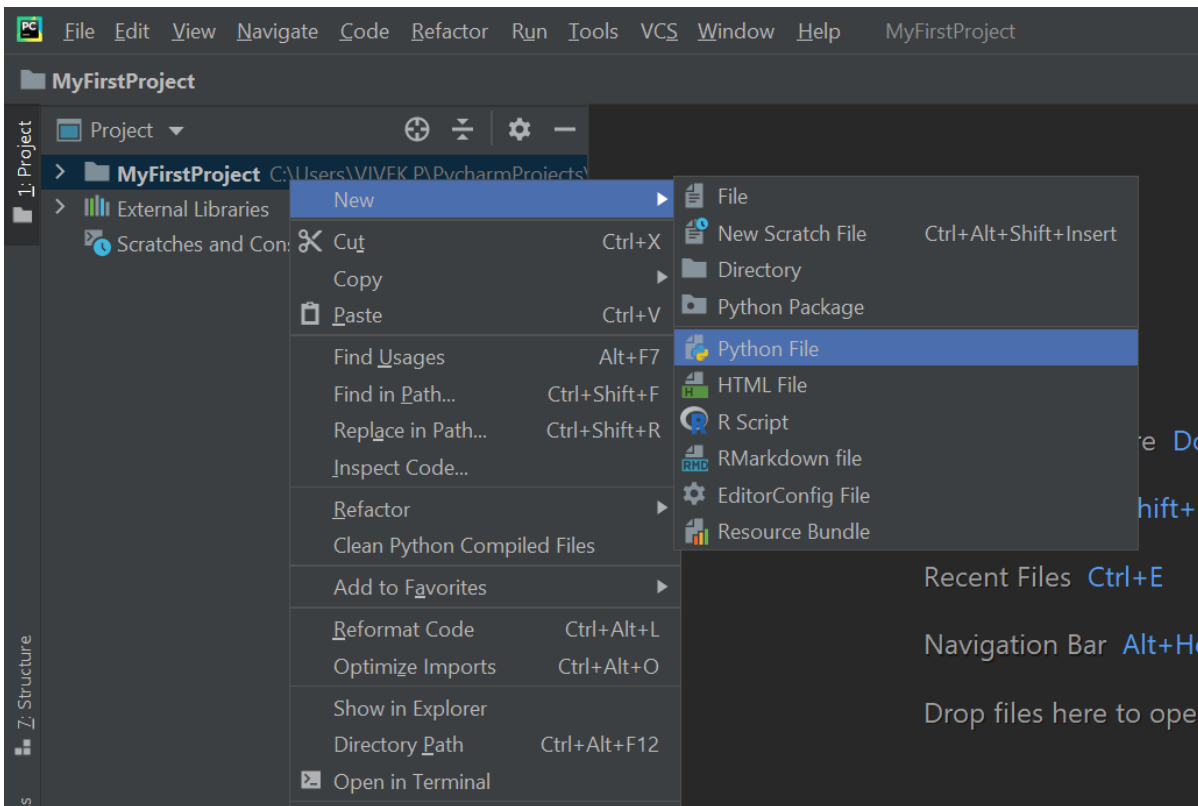 PC File Edit View Navigate Code Refactor Run Tools VCS Window Help MyFirstProject
MyFirstProject
1: Project
Project
MyFirstProject C:\Users\VIVEK P\PycharmProjects\
External Libraries
Scratches and Con
New
Cut Ctrl+X
Copy
Paste Ctrl+V
Find Usages Alt+F7
Find in Path... Ctrl+Shift+F
Replace in Path... Ctrl+Shift+R
Inspect Code...
Refactor
Clean Python Compiled Files
Add to Favorites
Reformat Code Ctrl+Alt+L
Optimize Imports Ctrl+Alt+O
Show in Explorer
Directory Path Ctrl+Alt+F12
Open in Terminal
File
New Scratch File Ctrl+Alt+Shift+Insert
Directory
Python Package
Python File
H HTML File
R R Script
RMD RMarkdown file
EditorConfig File
Resource Bundle
e Do
hift+
Recent Files Ctrl+E
Navigation Bar Alt+Ho
Drop files here to ope
7: Structure
s